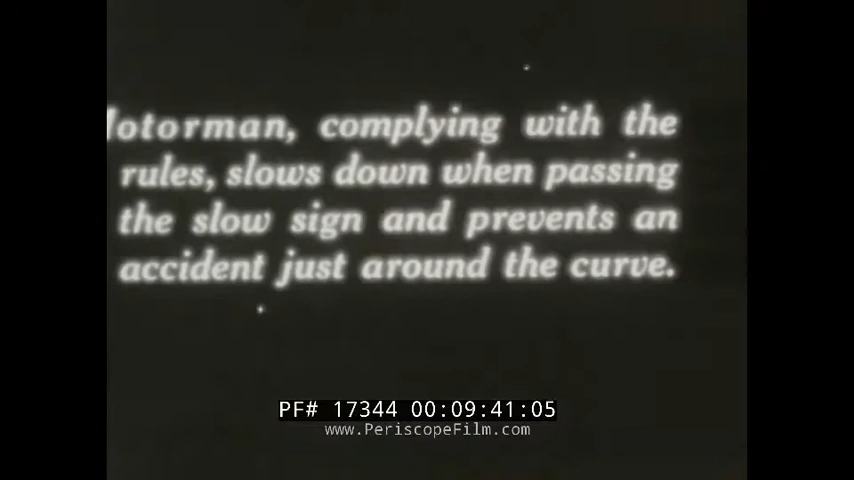 Motorman, complying with the
rules, slows down when passing
the slow sign and prevents an
accident just around the curve.
PF# 17344 00:09:41:05
www.PeriscopeFilm.com